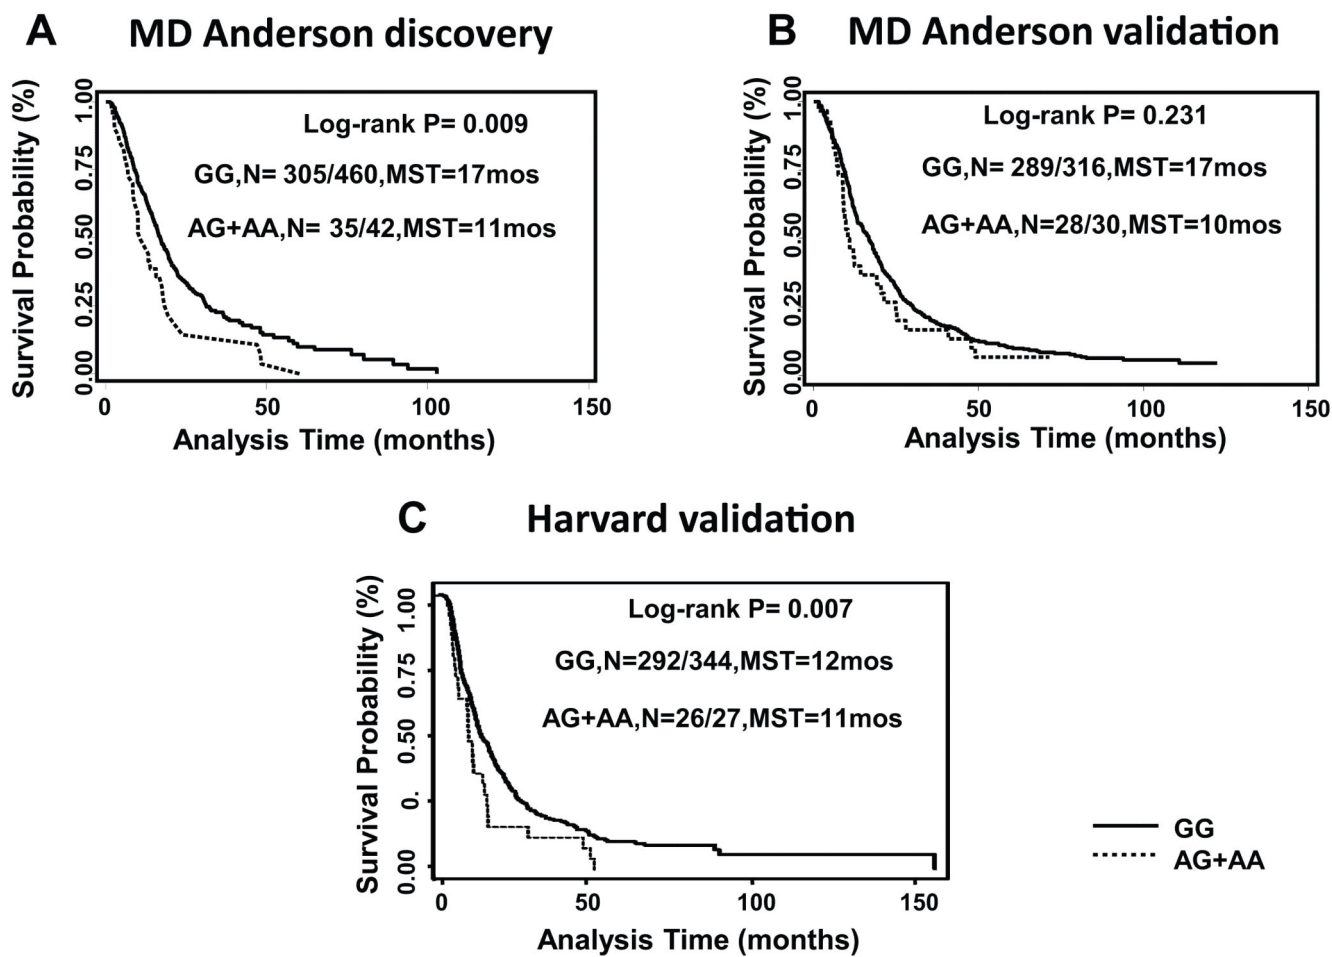 A MD Anderson discovery
Survival Probability (%)
1.00
0.75
0.50
0.25
0.00
Log-rank P= 0.009
GG,N= 305/460,MST=17mos
AG+AA,N= 35/42,MST=11mos
0 50 100 150
Analysis Time (months)
B MD Anderson validation
Survival Probability (%)
1.00
0.75
0.50
0.25
0.00
Log-rank P= 0.231
GG,N= 289/316,MST=17mos
AG+AA,N=28/30,MST=10mos
0 50 100 150
Analysis Time (months)
C Harvard validation
Survival Probability (%)
1.00
0.75
0.50
0.
0.00
Log-rank P= 0.007
GG,N=292/344,MST=12mos
AG+AA,N=26/27,MST=11mos
0 50 100 150
Analysis Time (months)
GG
AG+AA